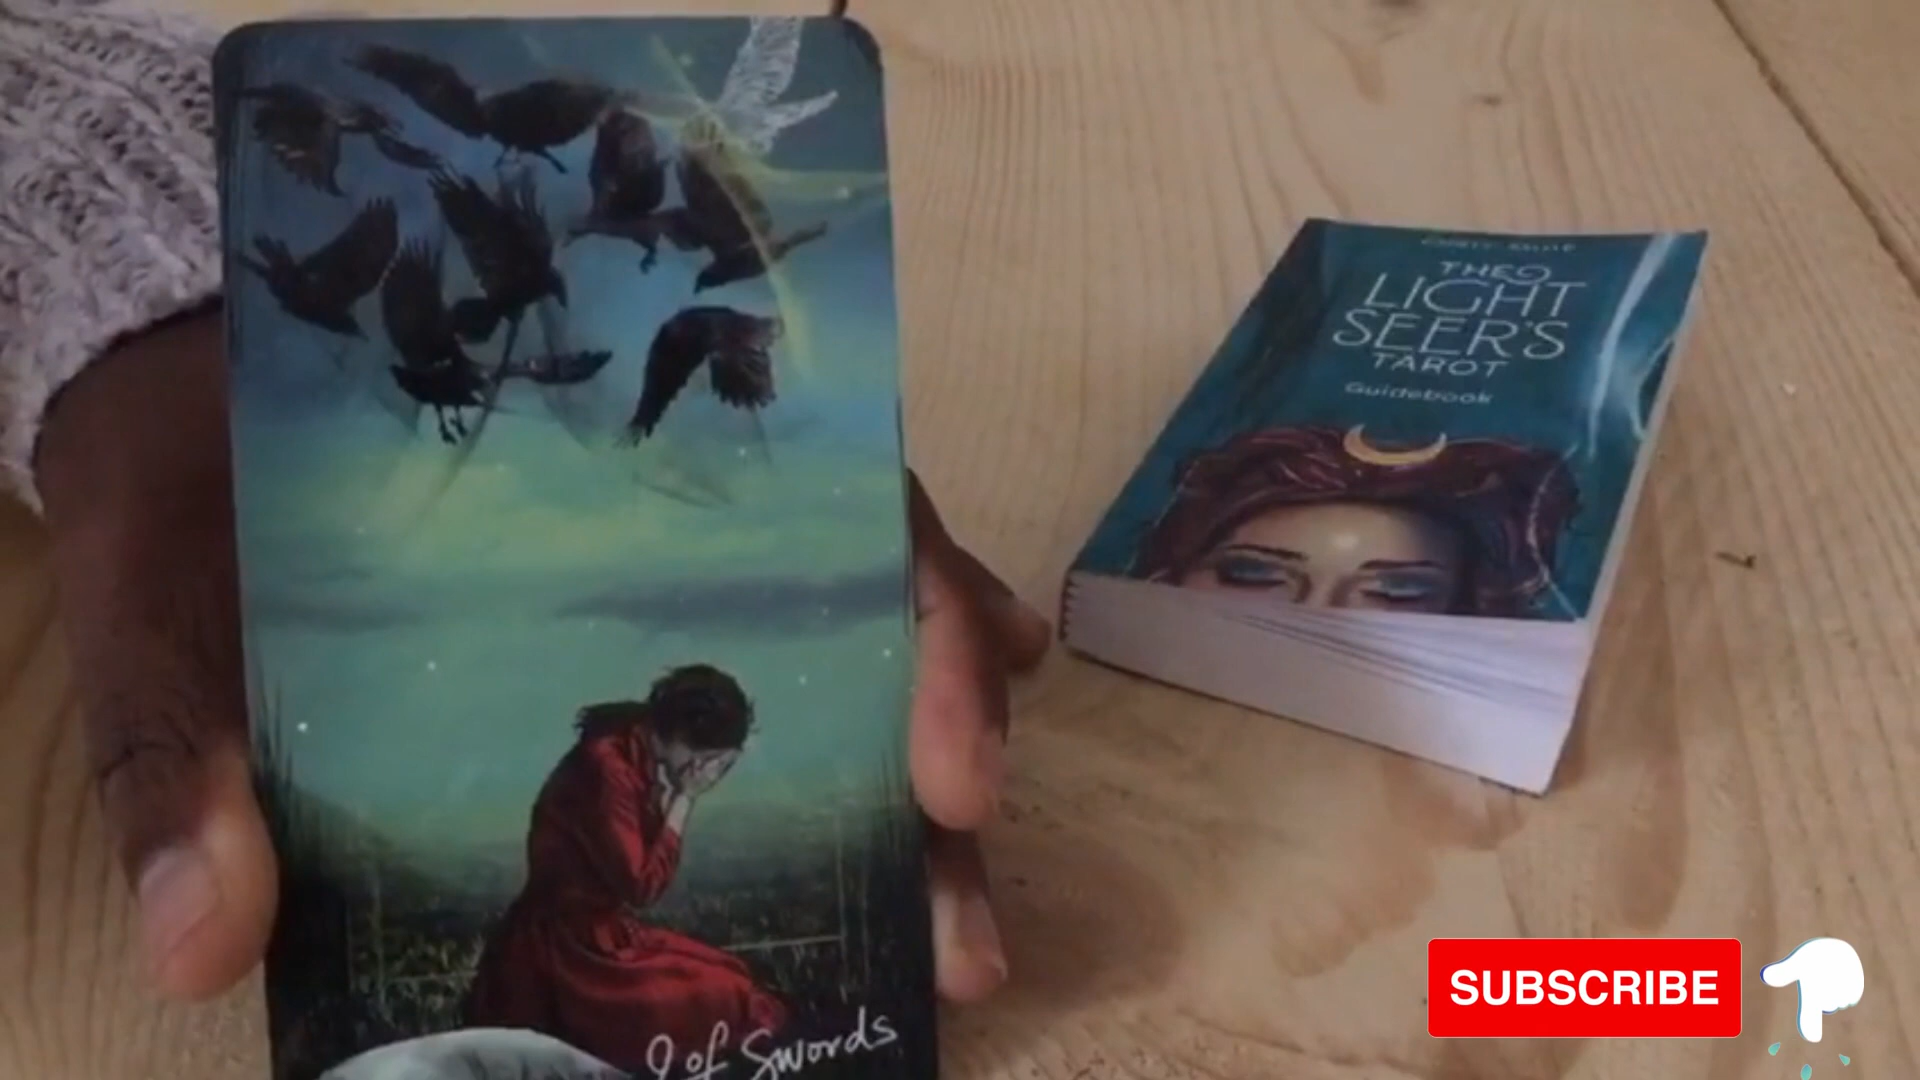 9 of Swords
THE
LIGHT
SEER'S
TAROT
Guidebook
SUBSCRIBE